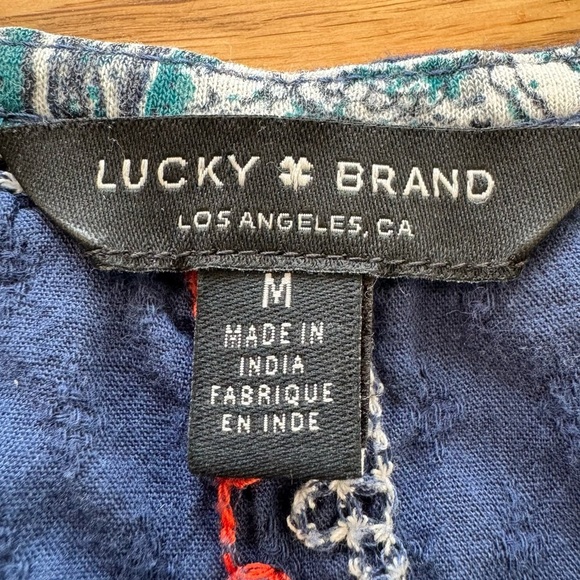 LUCKY BRAND
LOS ANGELES, CA
M
MADE IN
INDIA
FABRIQUE
EN INDE